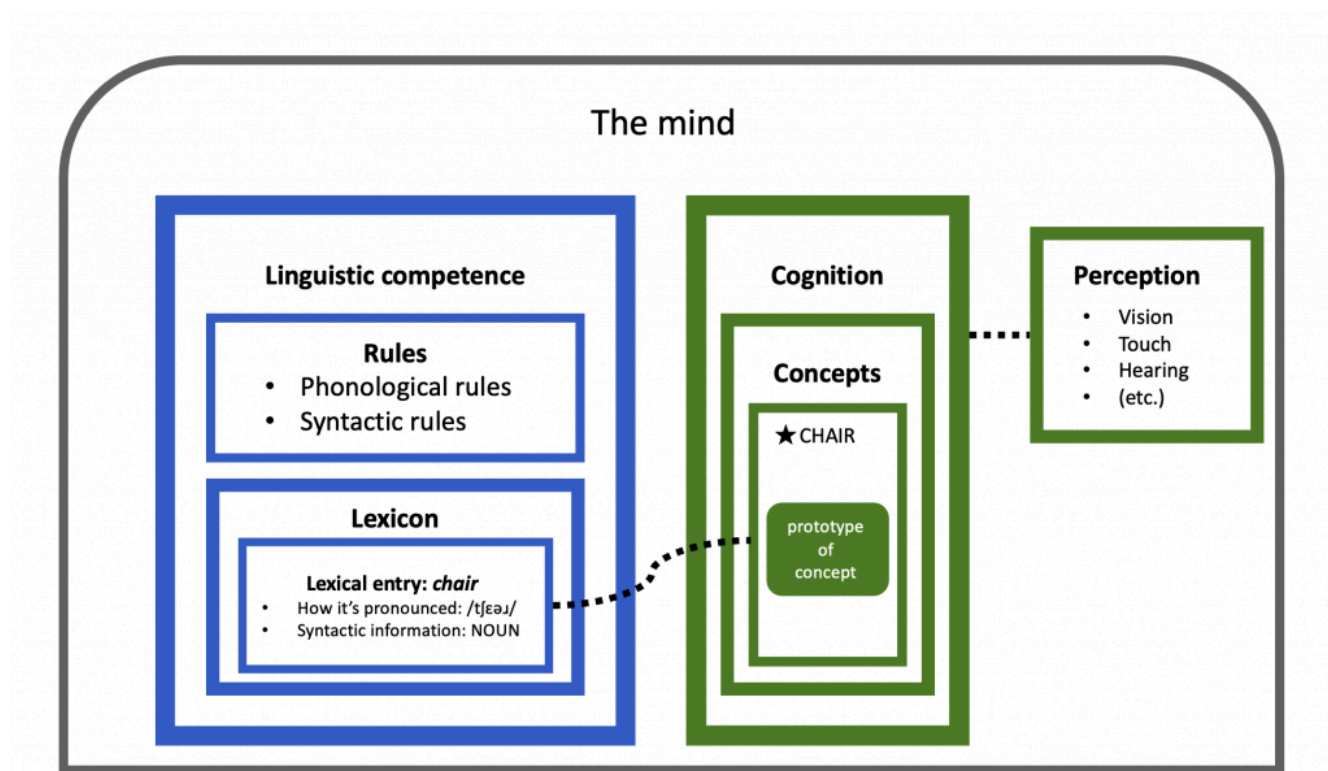 The mind
Linguistic competence
Rules
• Phonological rules
• Syntactic rules
Lexicon
Lexical entry: chair
• How it's pronounced: /tʃɛəɹ/
• Syntactic information: NOUN
Cognition
Concepts
★ CHAIR
prototype
of
concept
Perception
• Vision
• Touch
• Hearing
• (etc.)